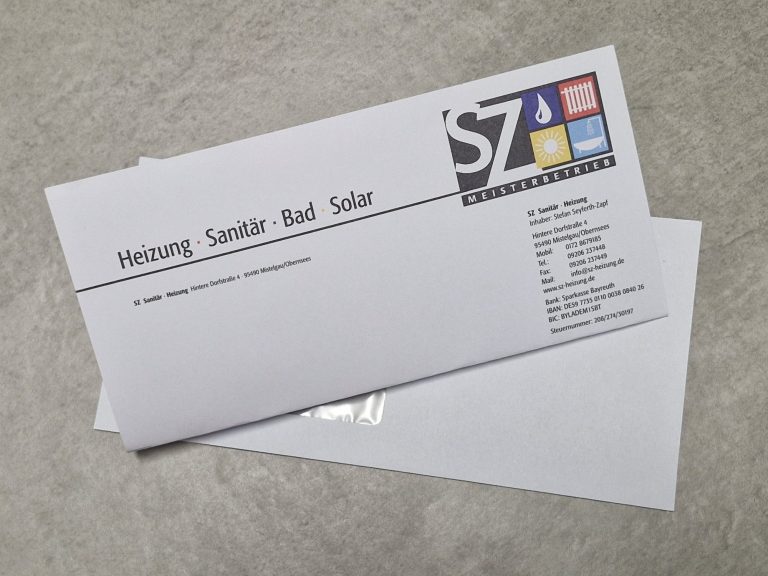 SZ
MEISTERBETRIEB
Heizung · Sanitär · Bad · Solar
SZ Sanitär · Heizung Hintere Dorfstraße 4 95490 Mistelgau/Obernsees
SZ Sanitär · Heizung
Inhaber: Stefan Seyferth-Zapf
Hintere Dorfstraße 4
95490 Mistelgau/Obernsees
Mobil: 0172 8679185
Tel.: 09206 237448
Fax: 09206 237449
Mail: info@sz-heizung.de
www.sz-heizung.de
Bank: Sparkasse Bayreuth
IBAN: DE59 7735 0110 0038 0840 26
BIC: BYLADEM1SBT
Steuernummer: 208/274/30197